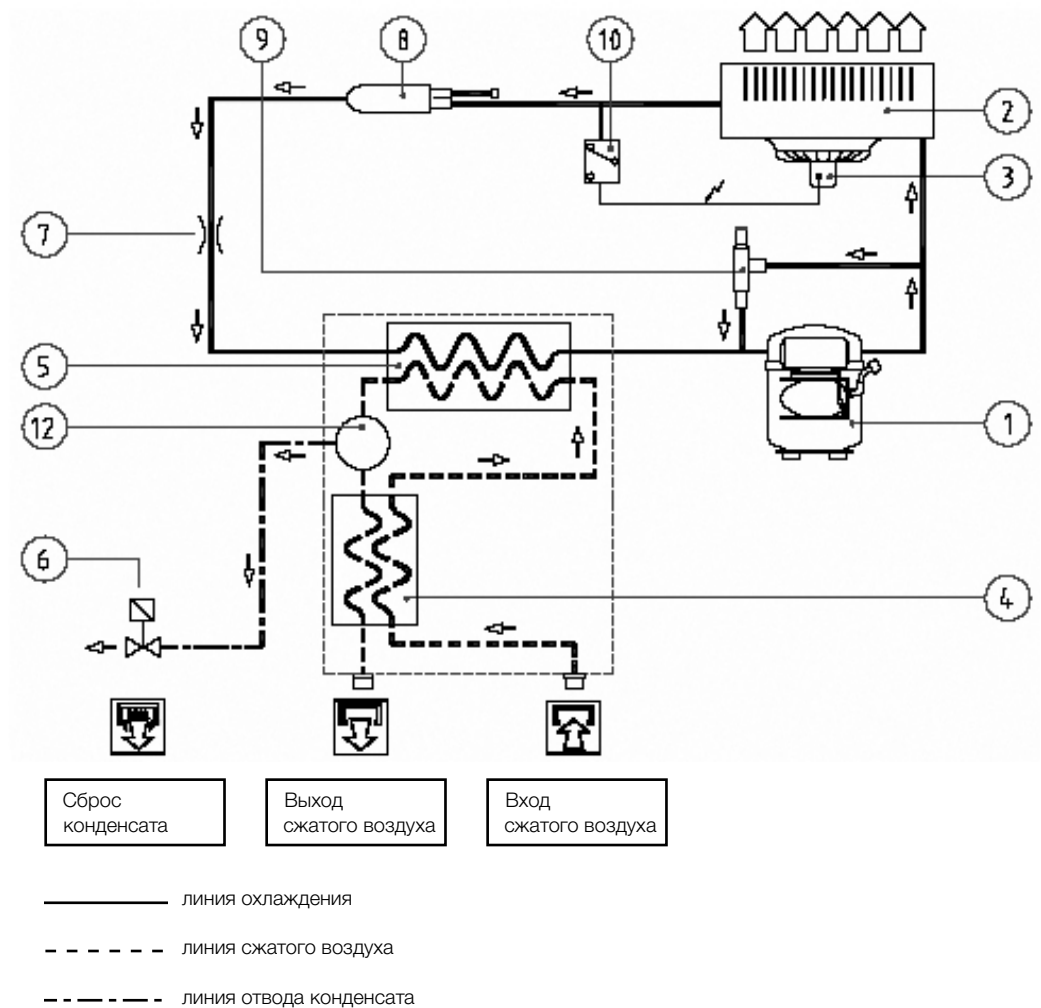 9
8
10
2
3
7
5
12
1
6
4
Сброс
конденсата
Выход
сжатого воздуха
Вход
сжатого воздуха
линия охлаждения
линия сжатого воздуха
линия отвода конденсата